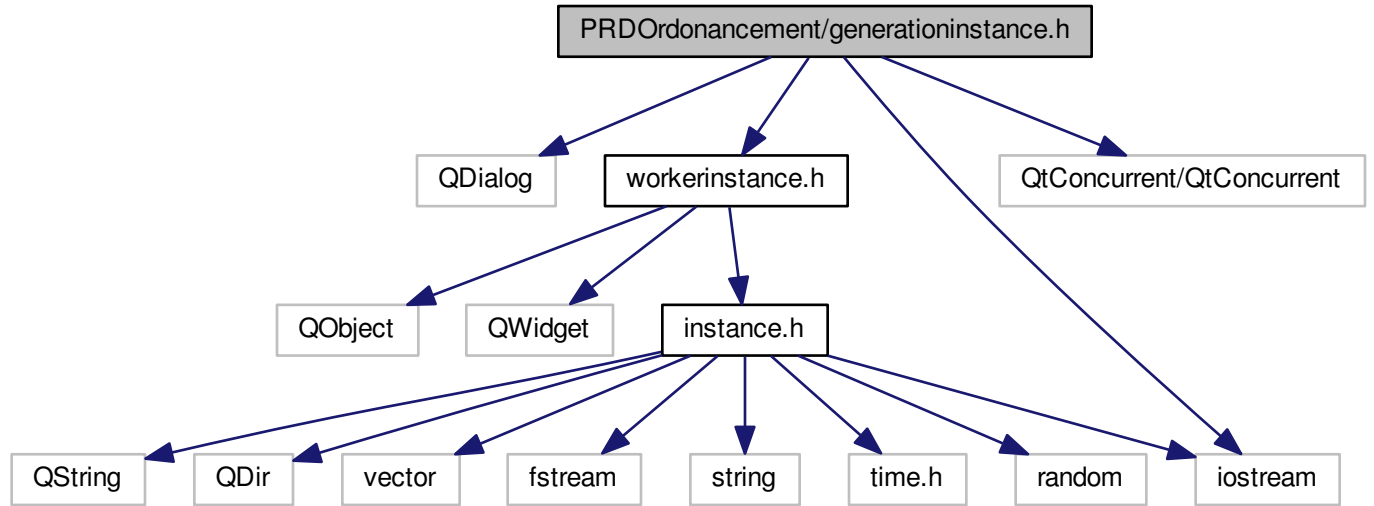 PRDOrdonancement/generationinstance.h
QDialog
workerinstance.h
QtConcurrent/QtConcurrent
QObject
QWidget
instance.h
QString
QDir
vector
fstream
string
time.h
random
iostream